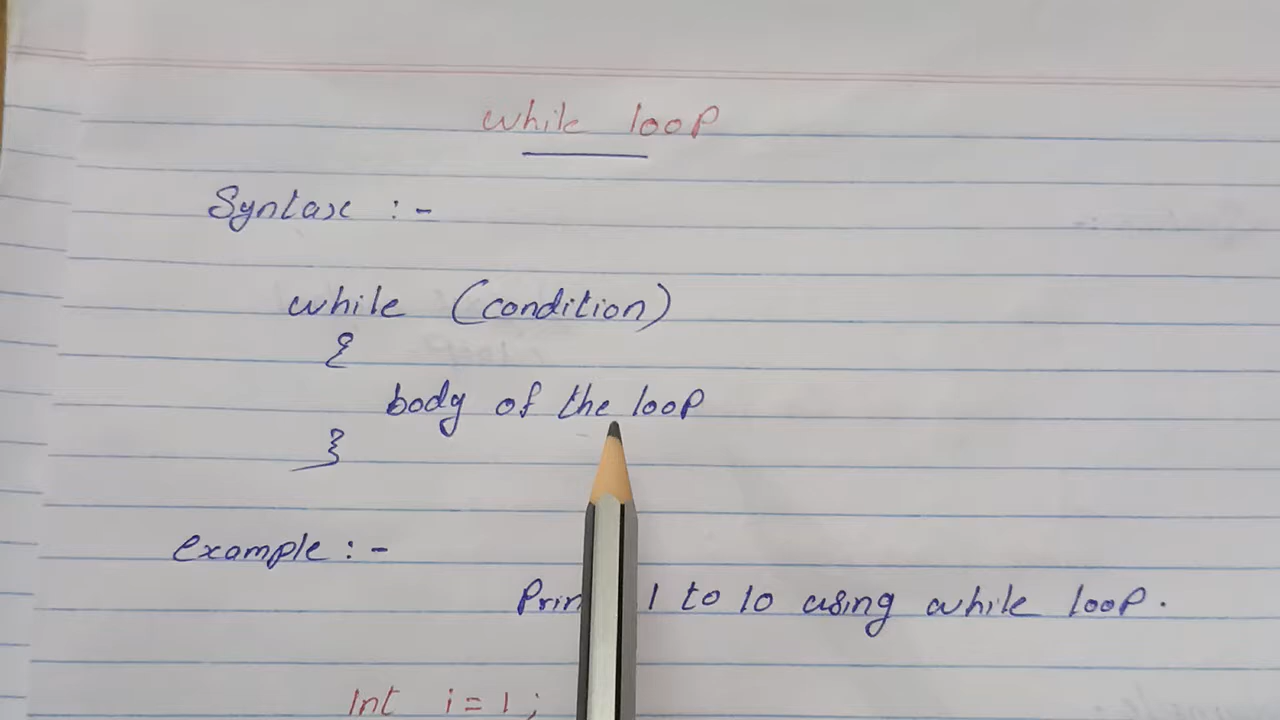 while loop
Syntax :-
while (condition)
{
body of the loop
}
example :-
1 to 10 using while loop.
Int i = 1 ;